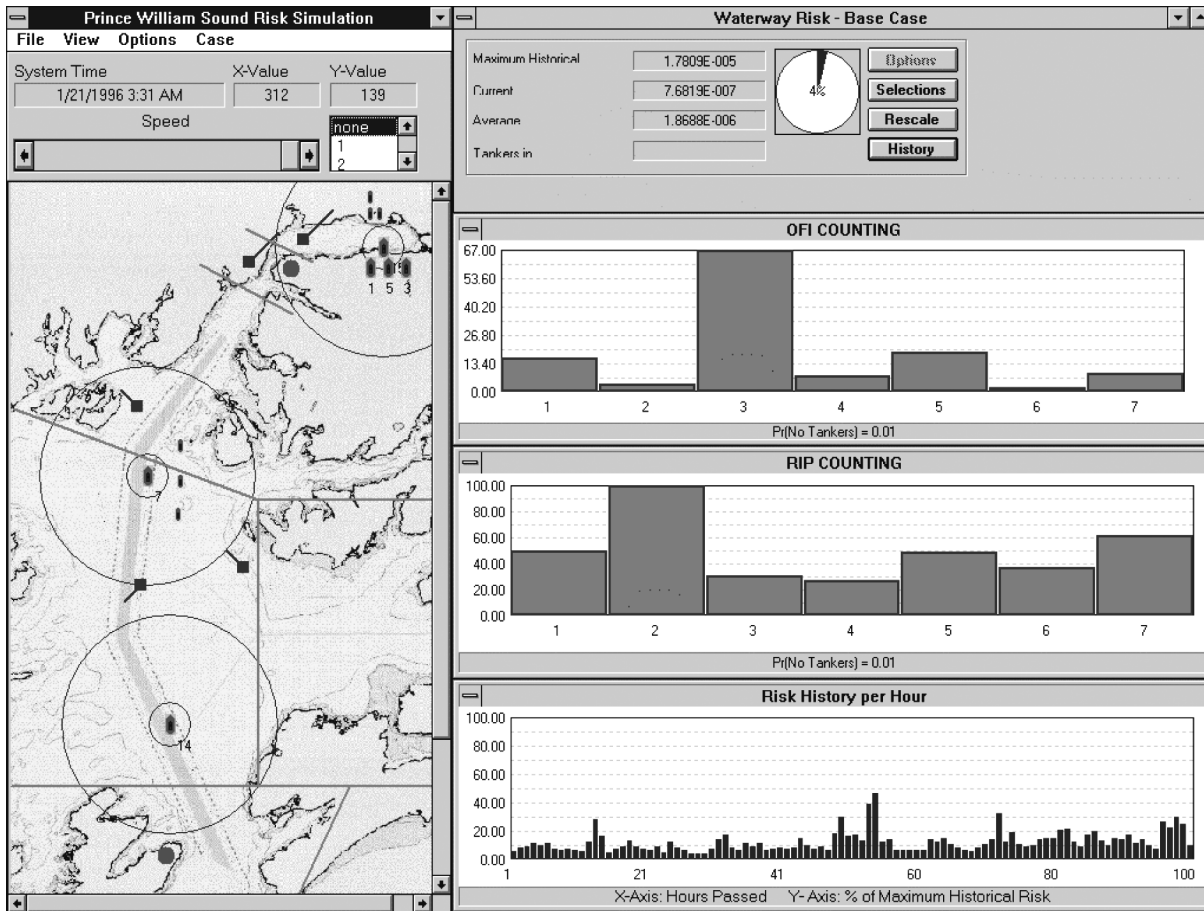 Prince William Sound Risk Simulation
File View Options Case
System Time X-Value Y-Value
1/21/1996 3:31 AM 312 139
Speed
none
1
2
1 5 3
7
14
Waterway Risk - Base Case
Maximum Historical 1.7809E-005
Current 7.6819E-007
Average 1.8688E-006
Tankers in
4%
Options
Selections
Rescale
History
OFI COUNTING
67.00
53.60
40.20
26.80
13.40
0.00
1 2 3 4 5 6 7
Pr(No Tankers) = 0.01
RIP COUNTING
100.00
80.00
60.00
40.00
20.00
0.00
1 2 3 4 5 6 7
Pr(No Tankers) = 0.01
Risk History per Hour
100.00
80.00
60.00
40.00
20.00
0.00
1 21 41 60 80 100
X-Axis: Hours Passed Y- Axis: % of Maximum Historical Risk